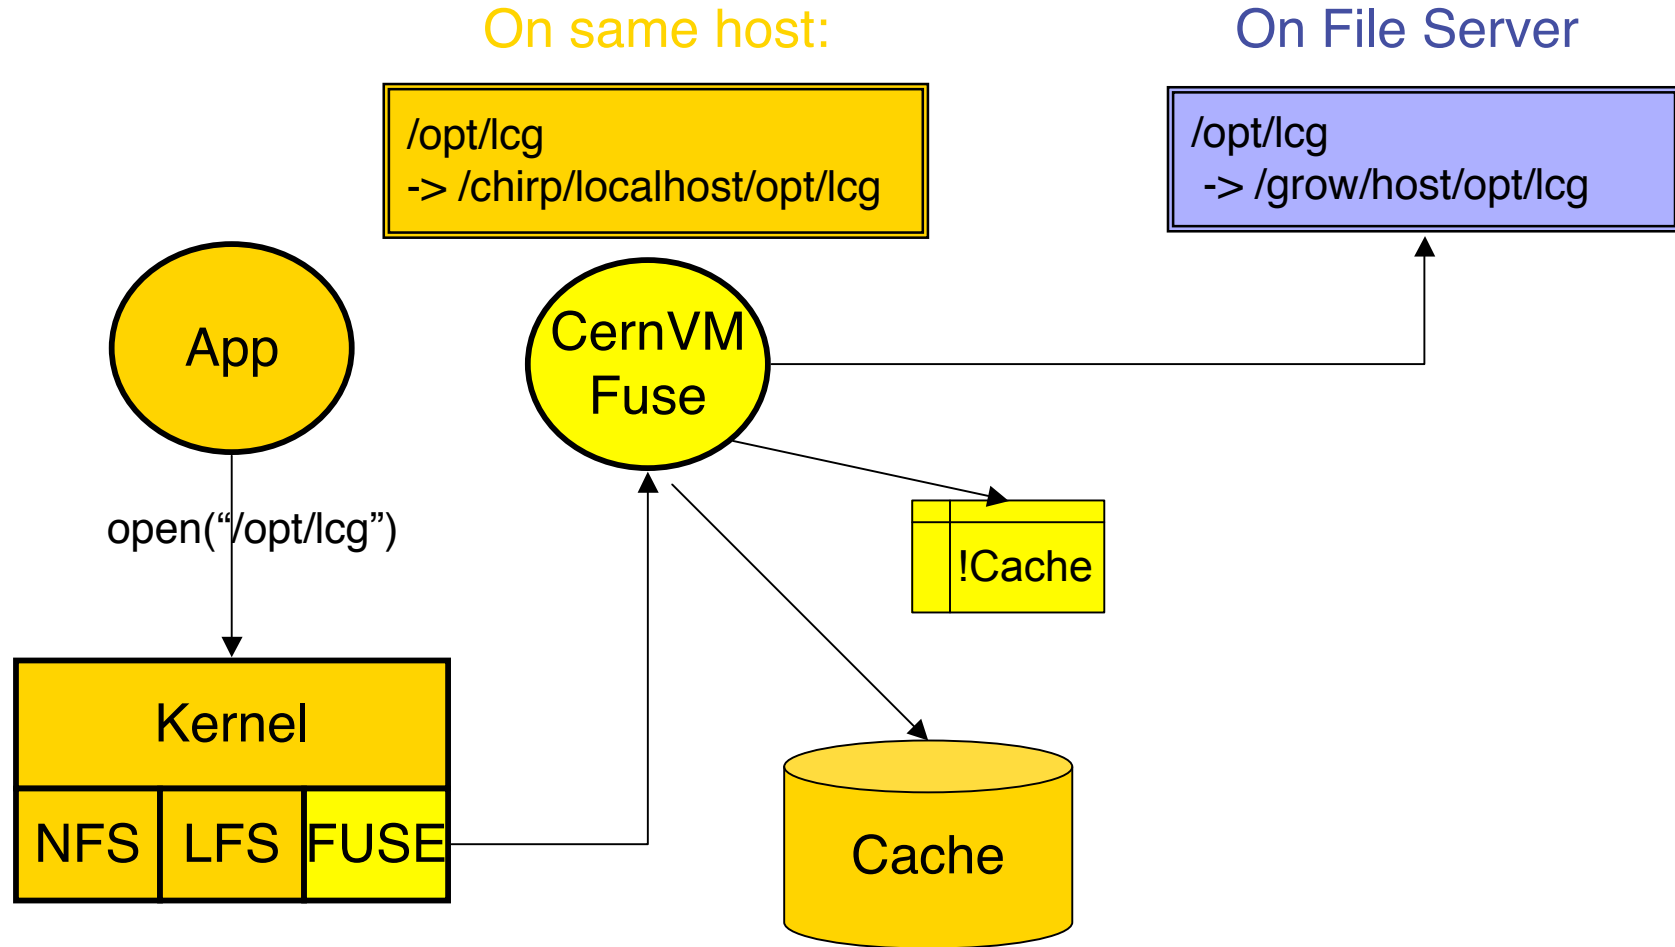 On same host:
On File Server
/opt/lcg
-> /chirp/localhost/opt/lcg
/opt/lcg
-> /grow/host/opt/lcg
App
CernVM
Fuse
open(“/opt/lcg”)
!Cache
Kernel
NFS
LFS
FUSE
Cache